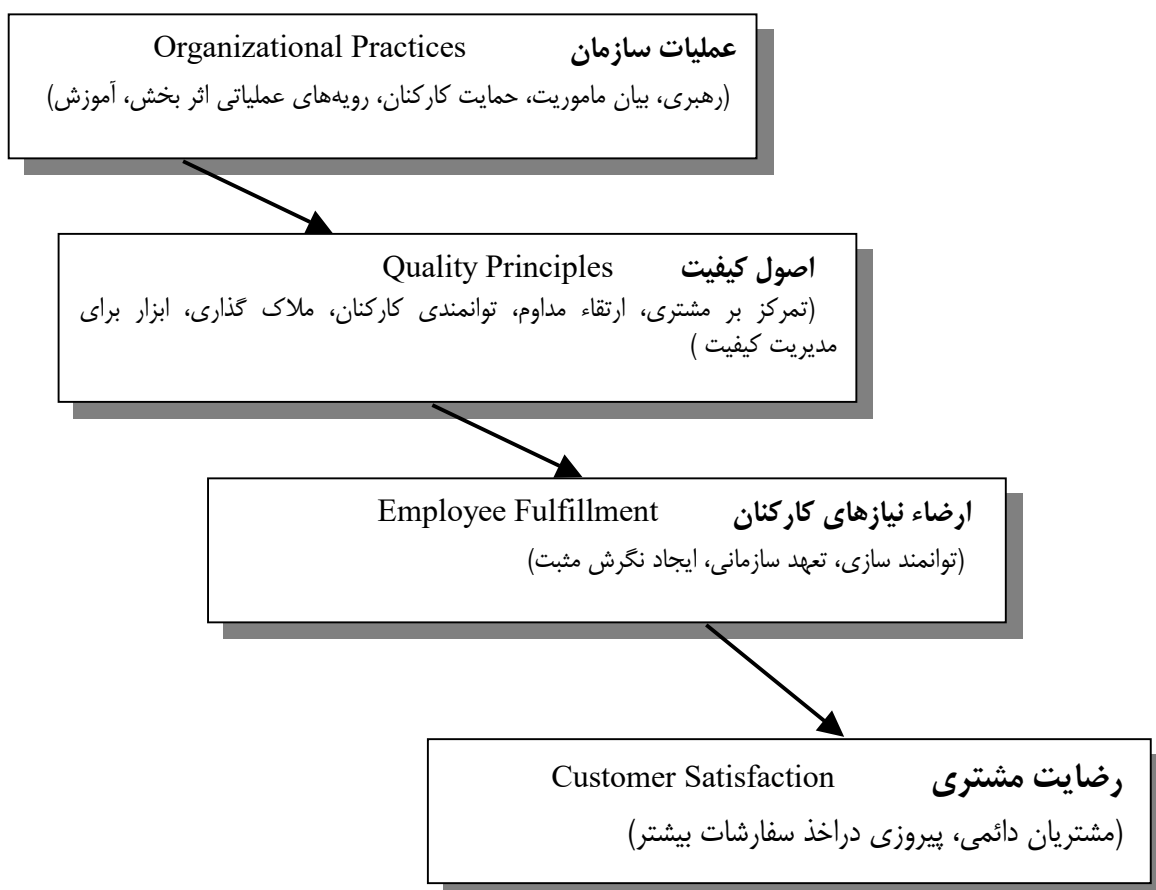 عملیات سازمان Organizational Practices
(رهبری، بیان ماموریت، حمایت کارکنان، رویه‌های عملیاتی اثر بخش، آموزش)
اصول کیفیت Quality Principles
(تمرکز بر مشتری، ارتقاء مداوم، توانمندی کارکنان، ملاک گذاری، ابزار برای
مدیریت کیفیت )
ارضاء نیازهای کارکنان Employee Fulfillment
(توانمند سازی، تعهد سازمانی، ایجاد نگرش مثبت)
رضایت مشتری Customer Satisfaction
(مشتریان دائمی، پیروزی دراخذ سفارشات بیشتر)